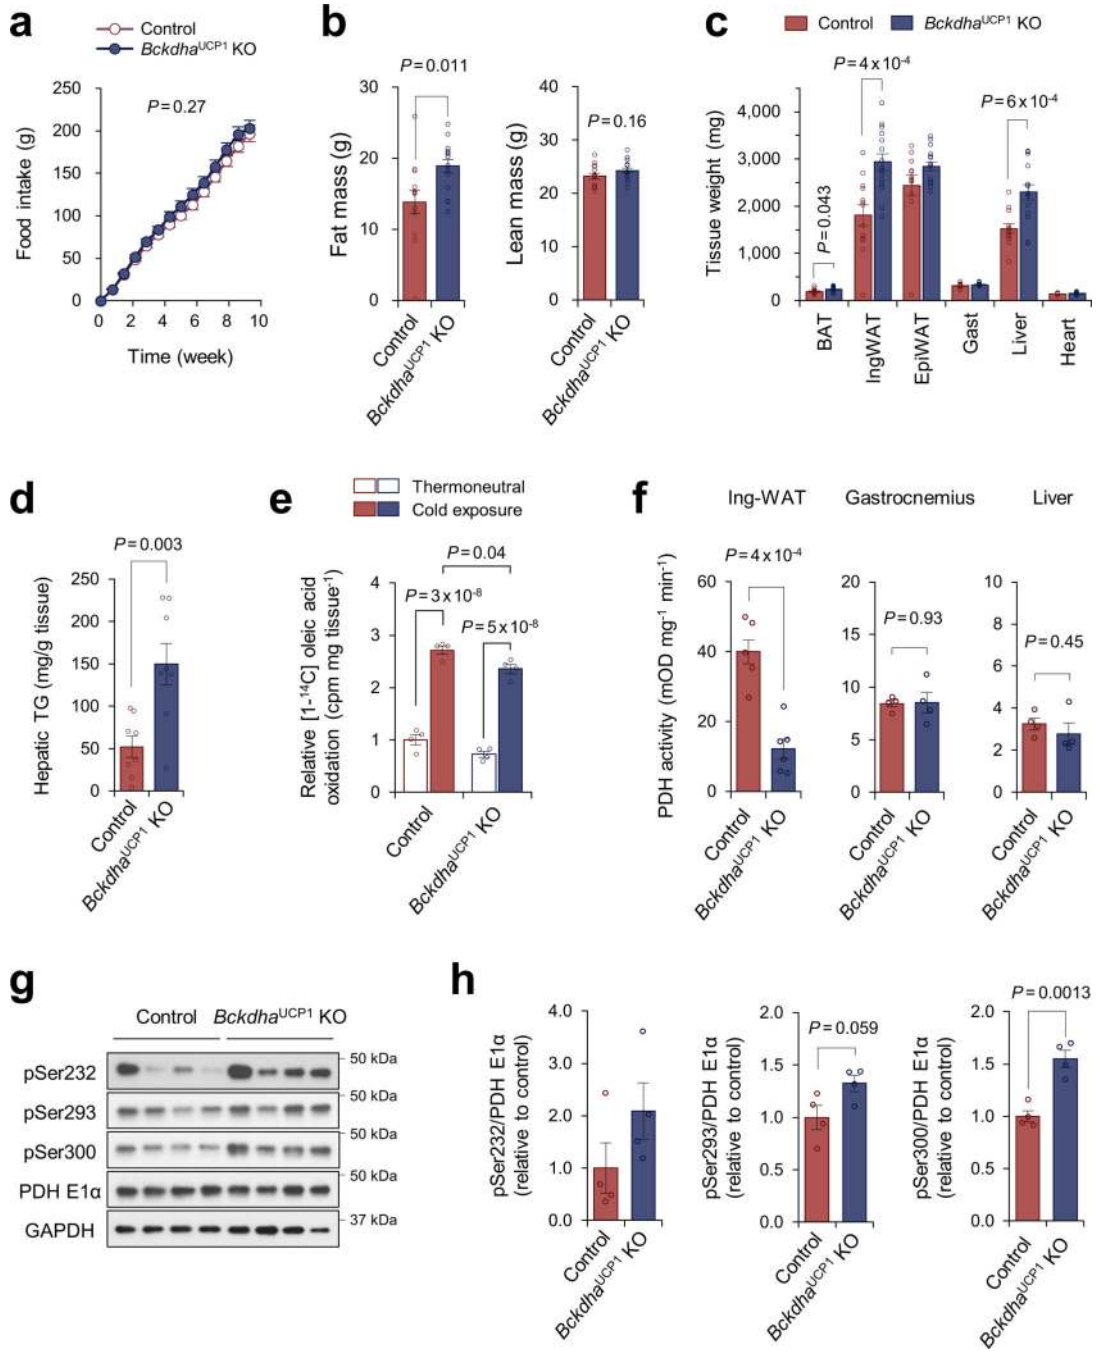 a
Control
Bckdha^UCP1 KO
Food intake (g)
250
200
150
100
50
0
P = 0.27
0 2 4 6 8 10
Time (week)
b
P = 0.011
Fat mass (g)
30
20
10
0
Control
Bckdha^UCP1 KO
Lean mass (g)
40
30
20
10
0
P = 0.16
Control
Bckdha^UCP1 KO
c
Control
Bckdha^UCP1 KO
Tissue weight (mg)
4,000
3,000
2,000
1,000
0
P = 0.043
P = 4 x 10^-4
P = 6 x 10^-4
BAT
IngWAT
EpiWAT
Gast
Liver
Heart
d
P = 0.003
Hepatic TG (mg/g tissue)
250
200
150
100
50
0
Control
Bckdha^UCP1 KO
e
Thermoneutral
Cold exposure
Relative [1-^14C] oleic acid
oxidation (cpm mg tissue^-1)
P = 0.04
P = 3 x 10^-8
P = 5 x 10^-8
4
3
2
1
0
Control
Bckdha^UCP1 KO
f
Ing-WAT
Gastrocnemius
Liver
PDH activity (mOD mg^-1 min^-1)
P = 4 x 10^-4
60
40
20
0
Control
Bckdha^UCP1 KO
20
15
10
5
0
P = 0.93
Control
Bckdha^UCP1 KO
10
8
6
4
2
0
P = 0.45
Control
Bckdha^UCP1 KO
g
Control Bckdha^UCP1 KO
pSer232
50 kDa
pSer293
50 kDa
pSer300
50 kDa
PDH E1α
50 kDa
GAPDH
37 kDa
h
pSer232/PDH E1α
(relative to control)
4.0
3.0
2.0
1.0
0.0
Control
Bckdha^UCP1 KO
pSer293/PDH E1α
(relative to control)
2.0
1.5
1.0
0.5
0.0
P = 0.059
Control
Bckdha^UCP1 KO
pSer300/PDH E1α
(relative to control)
P = 0.0013
2.0
1.5
1.0
0.5
0.0
Control
Bckdha^UCP1 KO